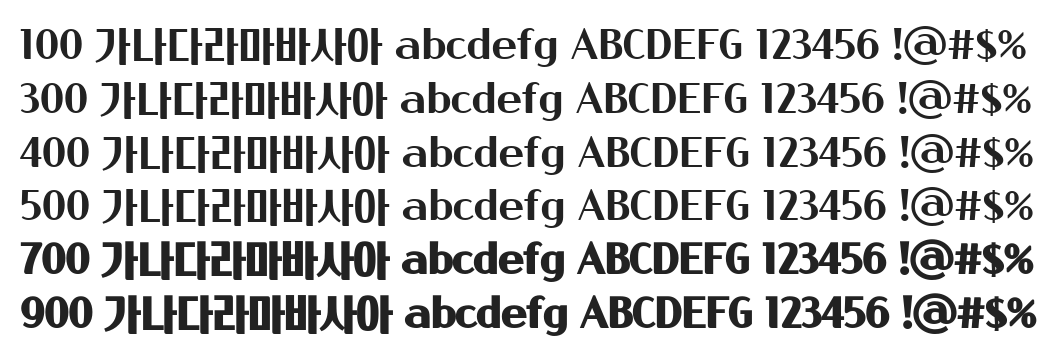 100 가나다라마바사아 abcdefg ABCDEFG 123456 !@#$%
300 가나다라마바사아 abcdefg ABCDEFG 123456 !@#$%
400 가나다라마바사아 abcdefg ABCDEFG 123456 !@#$%
500 가나다라마바사아 abcdefg ABCDEFG 123456 !@#$%
700 가나다라마바사아 abcdefg ABCDEFG 123456 !@#$%
900 가나다라마바사아 abcdefg ABCDEFG 123456 !@#$%